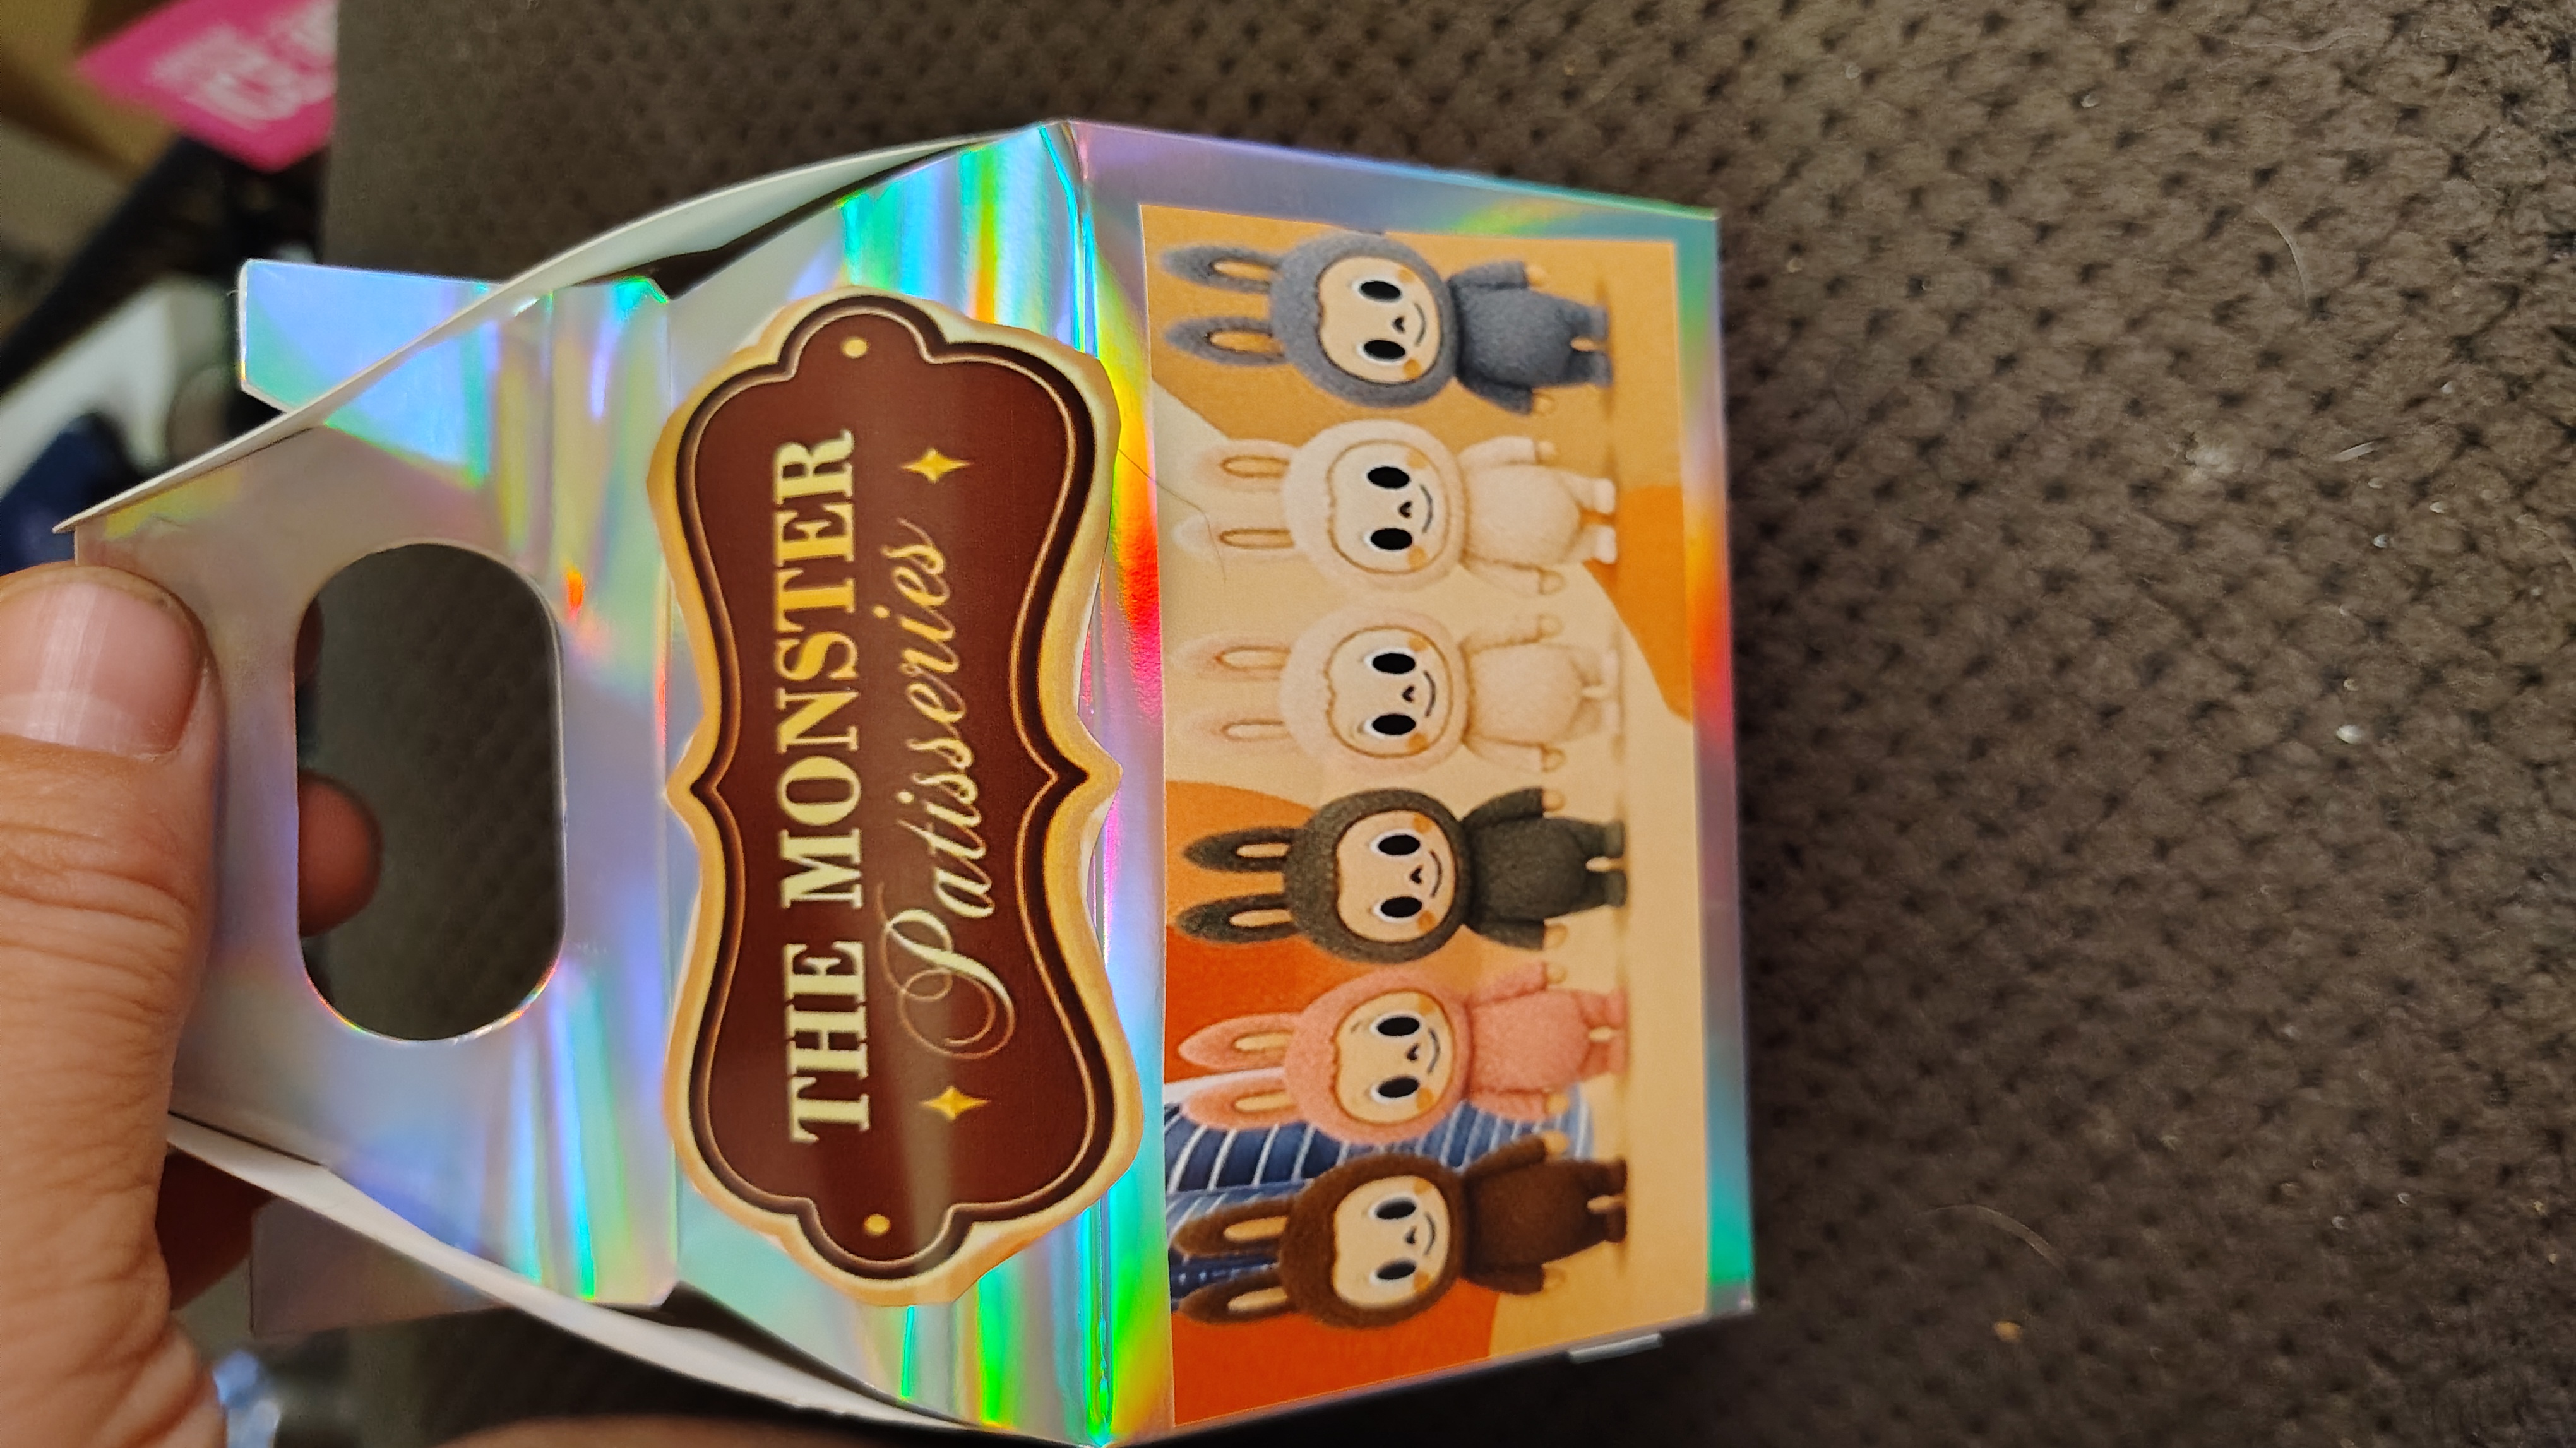 THE MONSTER
Patisseries